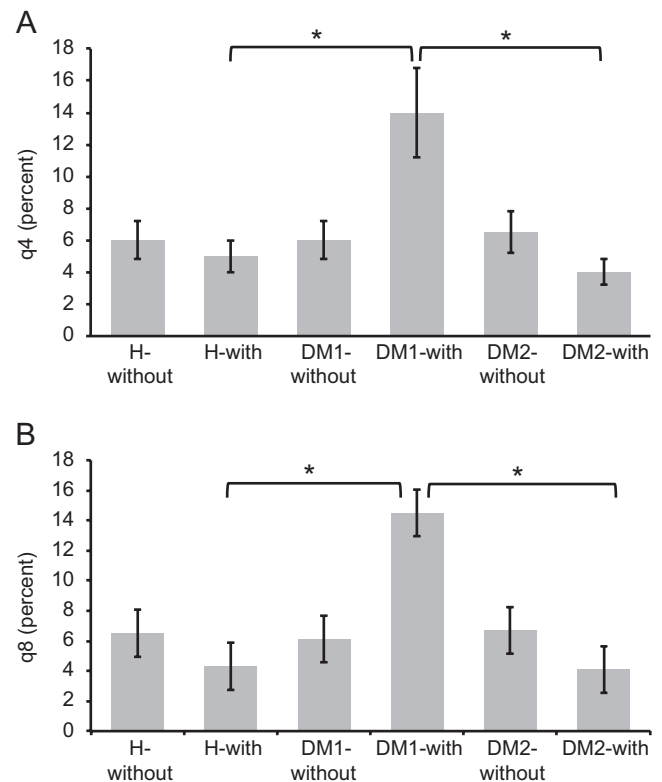 A
* *
18
16
14
12
10
8
6
4
2
0
q4 (percent)
H-
without
H-with
DM1-
without
DM1-with
DM2-
without
DM2-with
B
* *
18
16
14
12
10
8
6
4
2
0
q8 (percent)
H-
without
H-with
DM1-
without
DM1-with
DM2-
without
DM2-with